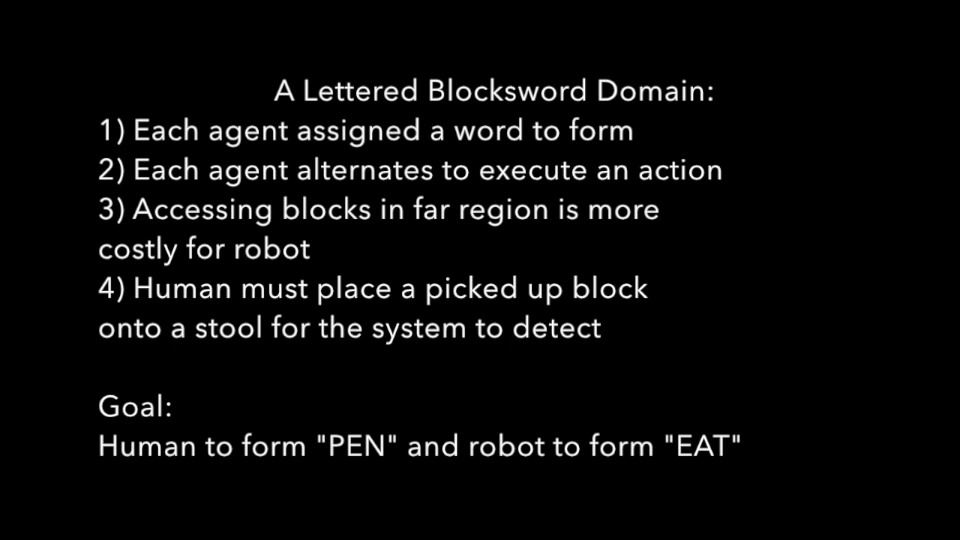 A Lettered Blocksword Domain:
1) Each agent assigned a word to form
2) Each agent alternates to execute an action
3) Accessing blocks in far region is more
costly for robot
4) Human must place a picked up block
onto a stool for the system to detect
Goal:
Human to form "PEN" and robot to form "EAT"